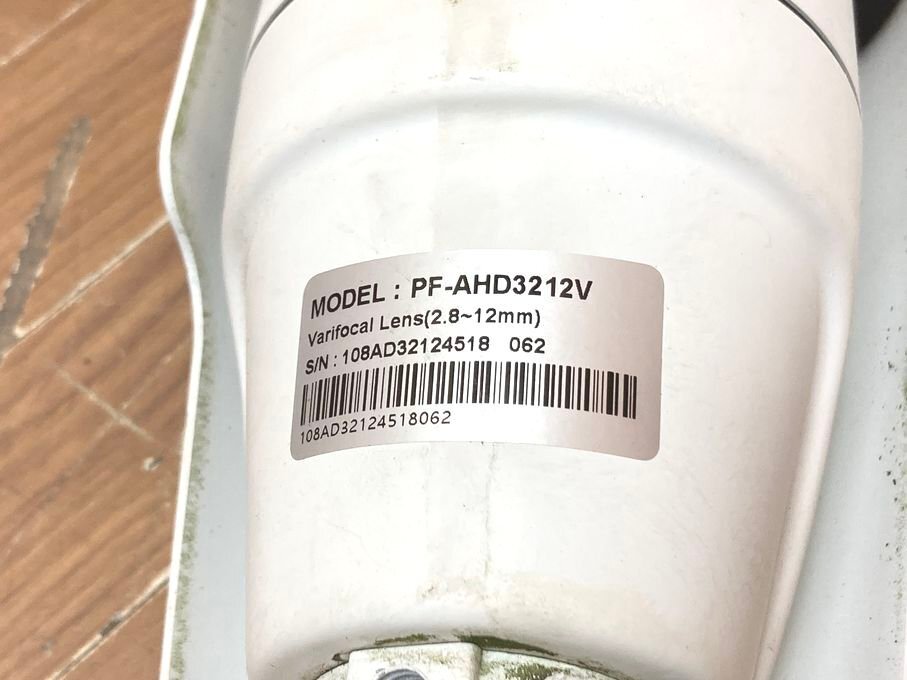 MODEL : PF-AHD3212V
Varifocal Lens(2.8~12mm)
S/N : 108AD32124518 062
108AD32124518062